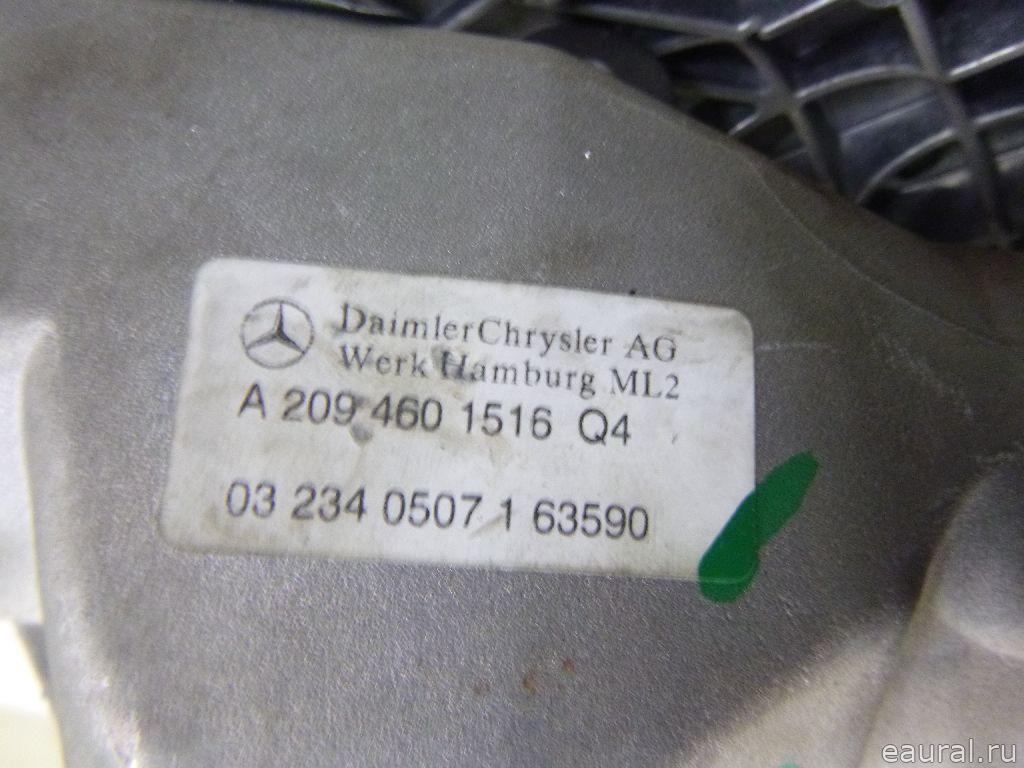 DaimlerChrysler AG
Werk Hamburg ML2
A 209 460 1516 Q4
03 234 0507 1 63590
eaural.ru